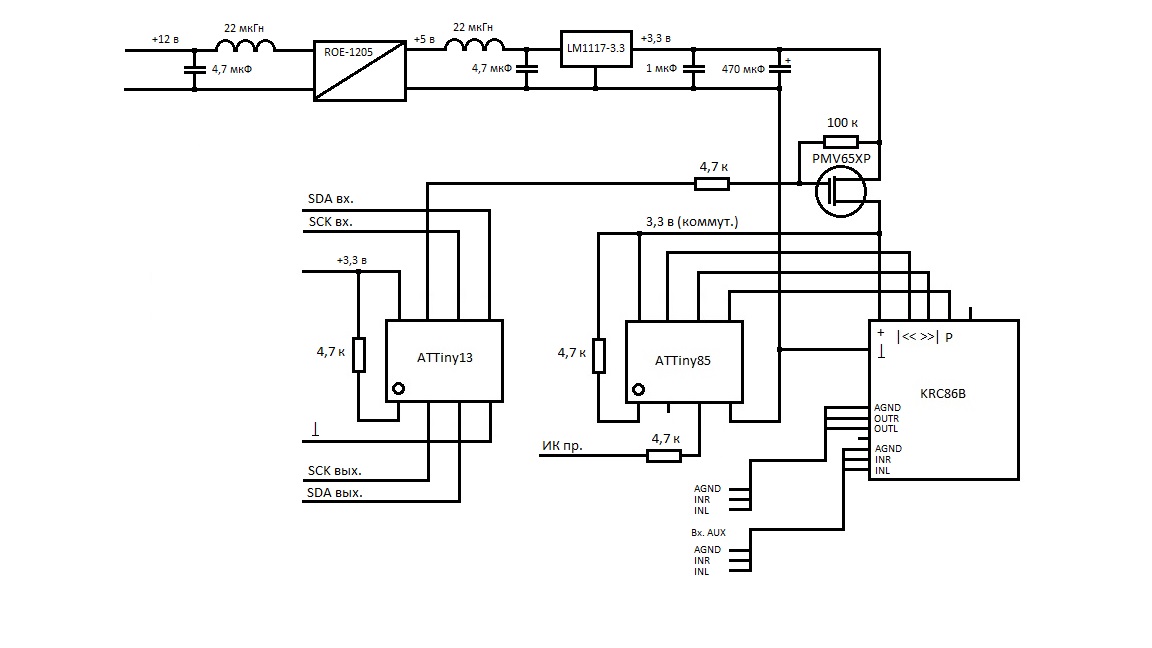 22 мкГн
22 мкГн
+12 в
ROE-1205
+5 в
LM1117-3.3
+3,3 в
4,7 мкФ
4,7 мкФ
1 мкФ
470 мкФ
+
100 к
PMV65XP
4,7 к
SDA вх.
SCK вх.
3,3 в (коммут.)
+3,3 в
4,7 к
ATTiny13
4,7 к
ATTiny85
+
|<< >>| P
⊥
KRC86B
AGND
OUTR
OUTL
AGND
INR
INL
⊥
ИК пр.
4,7 к
SCK вых.
SDA вых.
AGND
INR
INL
Вх. AUX
AGND
INR
INL